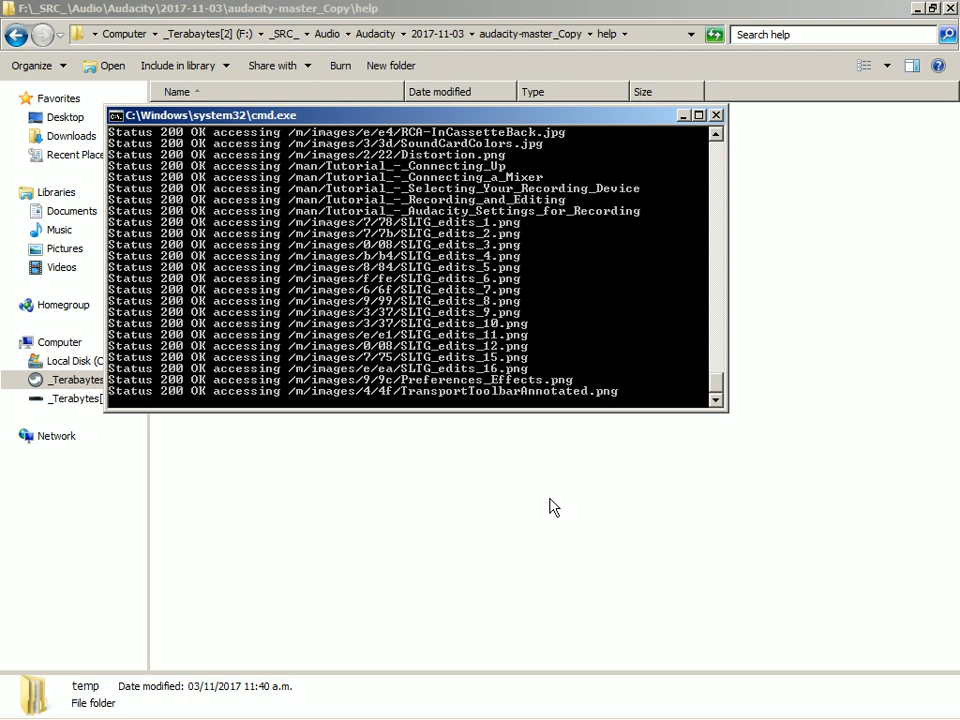 F:\_SRC_\Audio\Audacity\2017-11-03\audacity-master_Copy\help
Computer
_Terabaytes[2] (F:)
_SRC_
Audio
Audacity
2017-11-03
audacity-master_Copy
help
Search help
Organize
Open
Include in library
Share with
Burn
New folder
Name
Date modified
Type
Size
Favorites
Desktop
Downloads
Recent Place
Libraries
Documents
Music
Pictures
Videos
Homegroup
Computer
Local Disk (C
_Terabaytes
_Terabytes[
Network
C:\Windows\system32\cmd.exe
Status 200 OK accessing /m/images/e/e4/RCA-InCassetteBack.jpg
Status 200 OK accessing /m/images/3/3d/SoundCardColors.jpg
Status 200 OK accessing /m/images/2/22/Distortion.png
Status 200 OK accessing /man/Tutorial_-_Connecting_Up
Status 200 OK accessing /man/Tutorial_-_Connecting_a_Mixer
Status 200 OK accessing /man/Tutorial_-_Selecting_Your_Recording_Device
Status 200 OK accessing /man/Tutorial_-_Recording_and_Editing
Status 200 OK accessing /man/Tutorial_-_Audacity_Settings_for_Recording
Status 200 OK accessing /m/images/7/78/SLTG_edits_1.png
Status 200 OK accessing /m/images/7/7b/SLTG_edits_2.png
Status 200 OK accessing /m/images/0/08/SLTG_edits_3.png
Status 200 OK accessing /m/images/b/b4/SLTG_edits_4.png
Status 200 OK accessing /m/images/8/84/SLTG_edits_5.png
Status 200 OK accessing /m/images/f/fe/SLTG_edits_6.png
Status 200 OK accessing /m/images/6/6f/SLTG_edits_7.png
Status 200 OK accessing /m/images/9/99/SLTG_edits_8.png
Status 200 OK accessing /m/images/3/37/SLTG_edits_9.png
Status 200 OK accessing /m/images/3/37/SLTG_edits_10.png
Status 200 OK accessing /m/images/e/e1/SLTG_edits_11.png
Status 200 OK accessing /m/images/0/08/SLTG_edits_12.png
Status 200 OK accessing /m/images/7/75/SLTG_edits_15.png
Status 200 OK accessing /m/images/e/ea/SLTG_edits_16.png
Status 200 OK accessing /m/images/9/9c/Preferences_Effects.png
Status 200 OK accessing /m/images/4/4f/TransportToolbarAnnotated.png
temp
Date modified: 03/11/2017 11:40 a.m.
File folder